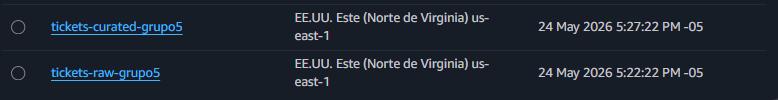 tickets-curated-grupo5
EE.UU. Este (Norte de Virginia) us-
east-1
24 May 2026 5:27:22 PM -05
tickets-raw-grupo5
EE.UU. Este (Norte de Virginia) us-
east-1
24 May 2026 5:22:22 PM -05